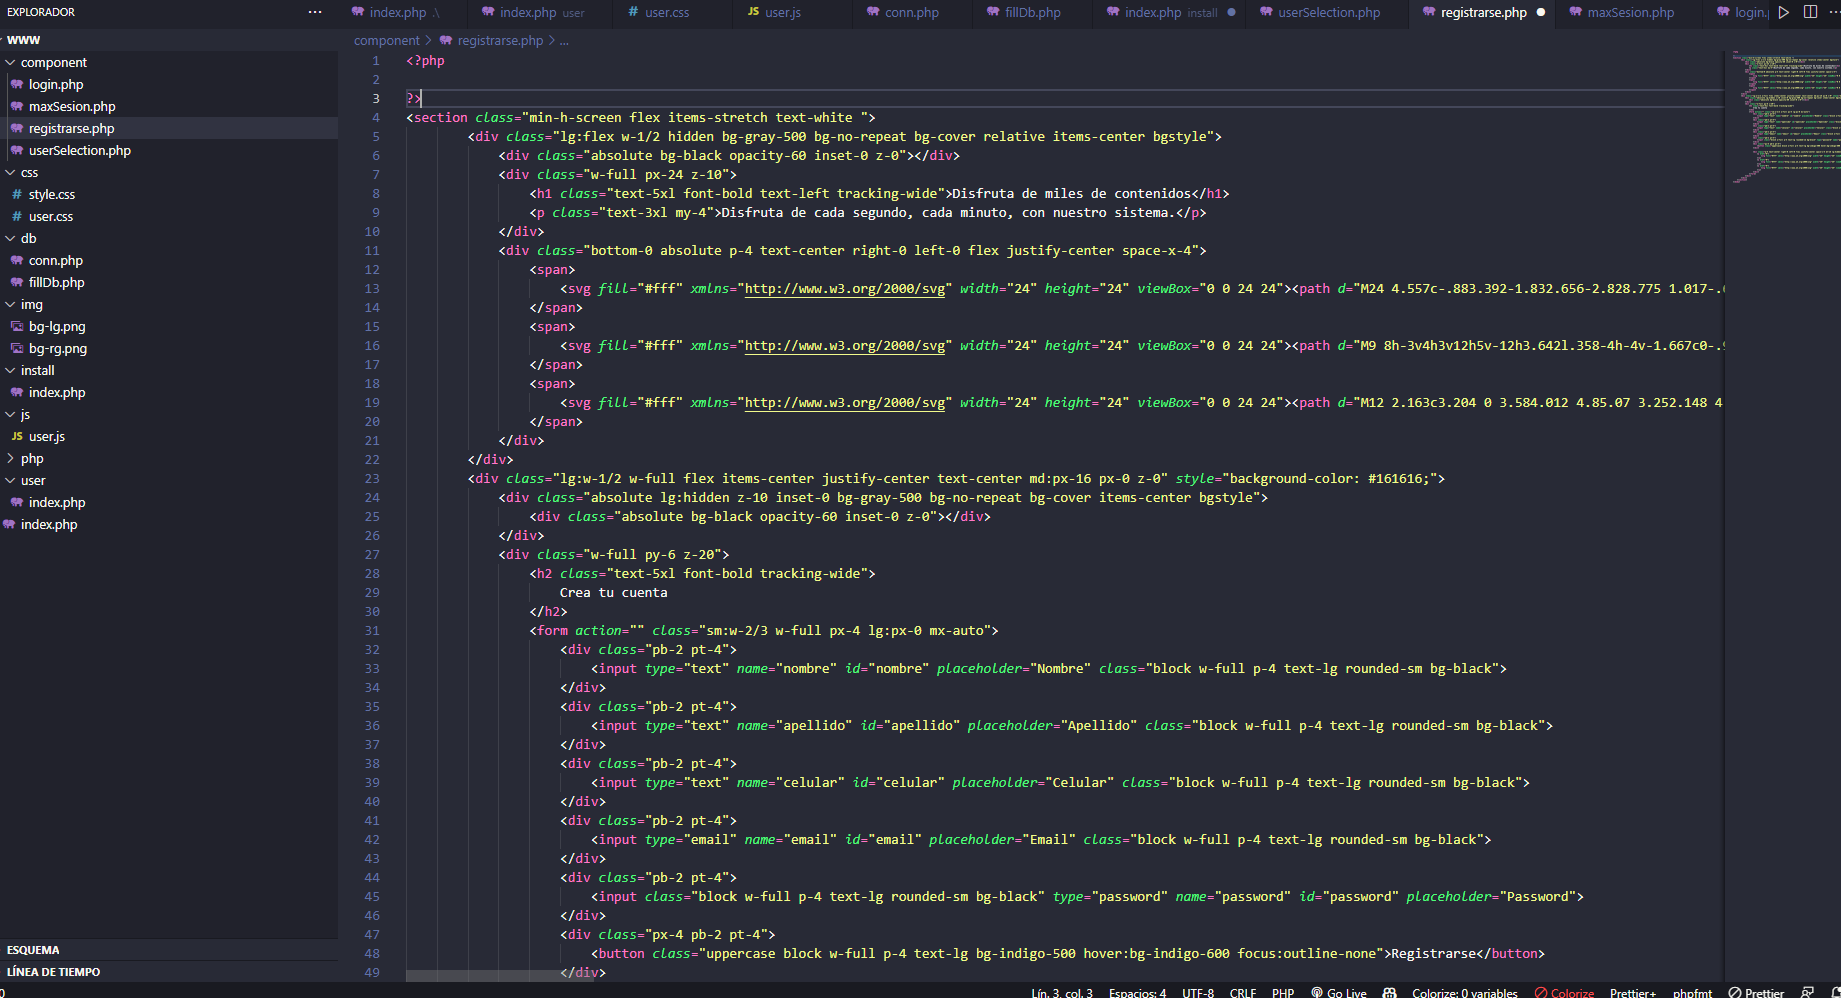 EXPLORADOR
···
index.php .\
index.php user
user.css
user.js
conn.php
fillDb.php
index.php install
userSelection.php
registrarse.php
maxSesion.php
login.
WWW
component
login.php
maxSesion.php
registrarse.php
userSelection.php
css
style.css
user.css
db
conn.php
fillDb.php
img
bg-lg.png
bg-rg.png
install
index.php
js
JS user.js
php
user
index.php
index.php
ESQUEMA
LÍNEA DE TIEMPO
component > registrarse.php > ...
1 <?php
2
3 ?>
4 <section class="min-h-screen flex items-stretch text-white ">
5 <div class="lg:flex w-1/2 hidden bg-gray-500 bg-no-repeat bg-cover relative items-center bgstyle">
6 <div class="absolute bg-black opacity-60 inset-0 z-0"></div>
7 <div class="w-full px-24 z-10">
8 <h1 class="text-5xl font-bold text-left tracking-wide">Disfruta de miles de contenidos</h1>
9 <p class="text-3xl my-4">Disfruta de cada segundo, cada minuto, con nuestro sistema.</p>
10 </div>
11 <div class="bottom-0 absolute p-4 text-center right-0 left-0 flex justify-center space-x-4">
12 <span>
13 <svg fill="#fff" xmlns="http://www.w3.org/2000/svg" width="24" height="24" viewBox="0 0 24 24"><path d="M24 4.557c-.883.392-1.832.656-2.828.775 1.017-.
14 </span>
15 <span>
16 <svg fill="#fff" xmlns="http://www.w3.org/2000/svg" width="24" height="24" viewBox="0 0 24 24"><path d="M9 8h-3v4h3v12h5v-12h3.642l.358-4h-4v-1.667c0-.
17 </span>
18 <span>
19 <svg fill="#fff" xmlns="http://www.w3.org/2000/svg" width="24" height="24" viewBox="0 0 24 24"><path d="M12 2.163c3.204 0 3.584.012 4.85.07 3.252.148 4
20 </span>
21 </div>
22 </div>
23 <div class="lg:w-1/2 w-full flex items-center justify-center text-center md:px-16 px-0 z-0" style="background-color: #161616;">
24 <div class="absolute lg:hidden z-10 inset-0 bg-gray-500 bg-no-repeat bg-cover items-center bgstyle">
25 <div class="absolute bg-black opacity-60 inset-0 z-0"></div>
26 </div>
27 <div class="w-full py-6 z-20">
28 <h2 class="text-5xl font-bold tracking-wide">
29 Crea tu cuenta
30 </h2>
31 <form action="" class="sm:w-2/3 w-full px-4 lg:px-0 mx-auto">
32 <div class="pb-2 pt-4">
33 <input type="text" name="nombre" id="nombre" placeholder="Nombre" class="block w-full p-4 text-lg rounded-sm bg-black">
34 </div>
35 <div class="pb-2 pt-4">
36 <input type="text" name="apellido" id="apellido" placeholder="Apellido" class="block w-full p-4 text-lg rounded-sm bg-black">
37 </div>
38 <div class="pb-2 pt-4">
39 <input type="text" name="celular" id="celular" placeholder="Celular" class="block w-full p-4 text-lg rounded-sm bg-black">
40 </div>
41 <div class="pb-2 pt-4">
42 <input type="email" name="email" id="email" placeholder="Email" class="block w-full p-4 text-lg rounded-sm bg-black">
43 </div>
44 <div class="pb-2 pt-4">
45 <input class="block w-full p-4 text-lg rounded-sm bg-black" type="password" name="password" id="password" placeholder="Password">
46 </div>
47 <div class="px-4 pb-2 pt-4">
48 <button class="uppercase block w-full p-4 text-lg bg-indigo-500 hover:bg-indigo-600 focus:outline-none">Registrarse</button>
49 </div>
0 Lín. 3, col. 3 Espacios: 4 UTF-8 CRLF PHP Go Live Colorize: 0 variables Colorize Prettier+ phpfmt Prettier